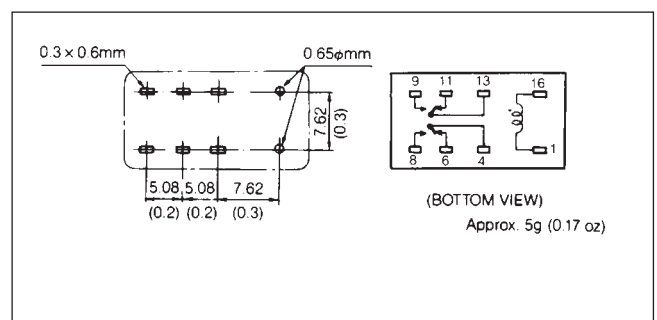 0.3 x 0.6mm
0.65ømm
7.62
(0.3)
5.08 5.08 7.62
(0.2) (0.2) (0.3)
9 11 13 16
8 6 4 1
(BOTTOM VIEW)
Approx. 5g (0.17 oz)